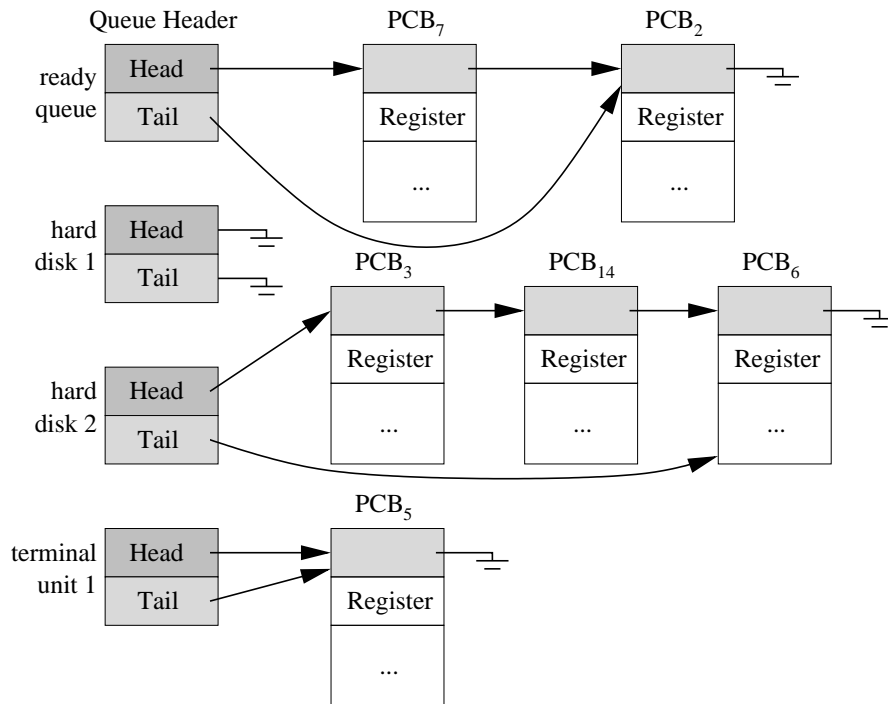 Queue Header
PCB₇
PCB₂
ready
queue
Head
Tail
Register
...
Register
...
hard
disk 1
Head
Tail
PCB₃
PCB₁₄
PCB₆
Register
...
Register
...
Register
...
hard
disk 2
Head
Tail
PCB₅
terminal
unit 1
Head
Tail
Register
...